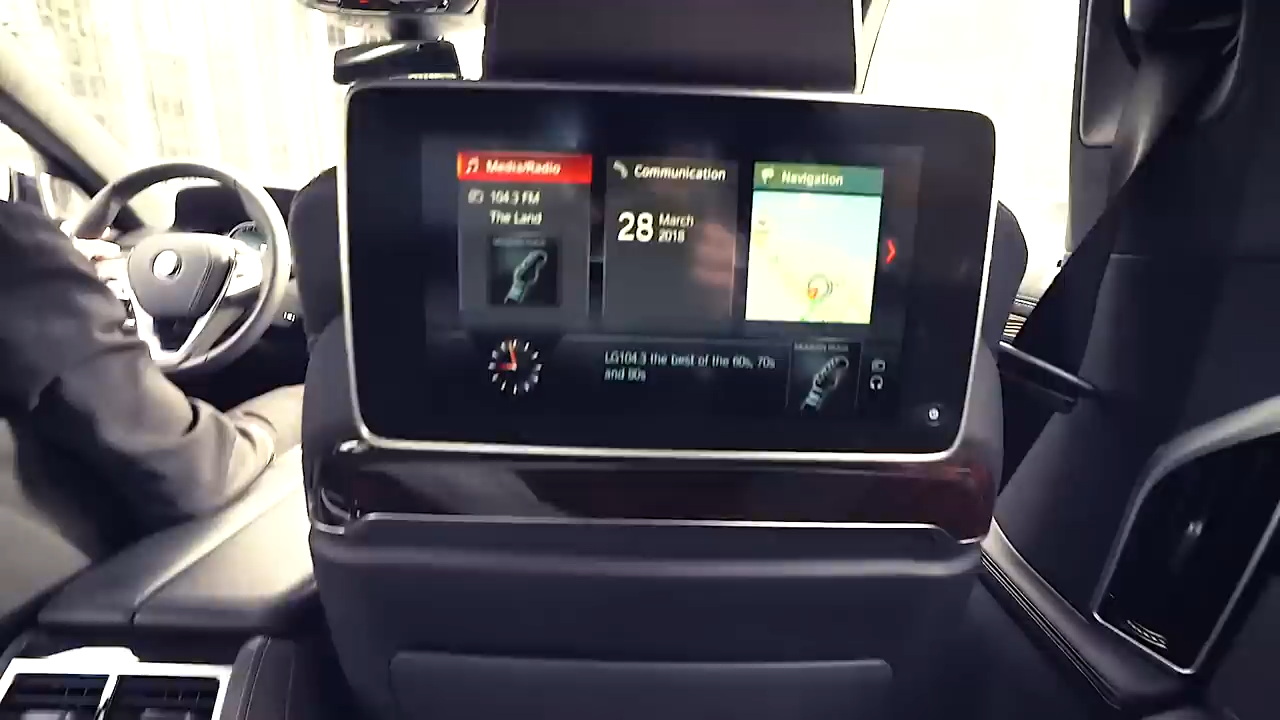 Media/Radio
104.3 FM
The Land
Communication
28
March
2018
Navigation
LG104.3 the best of the 60s, 70s
and 80s